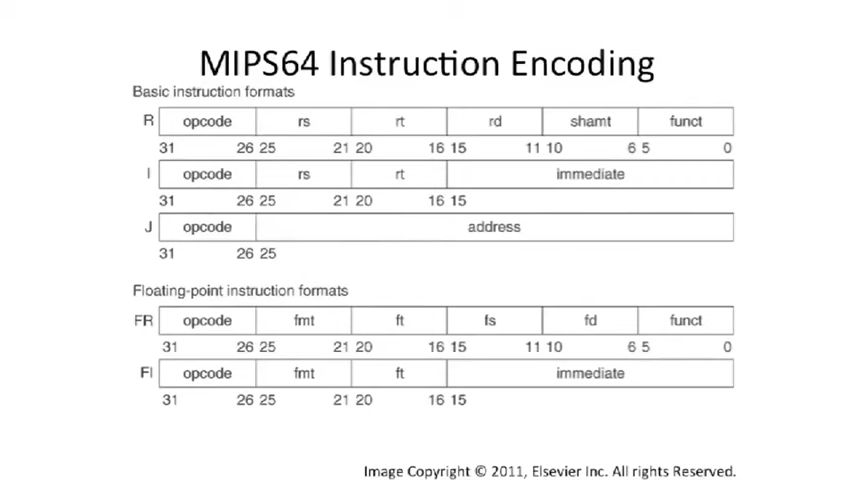 MIPS64 Instruction Encoding
Basic instruction formats
R opcode rs rt rd shamt funct
31 26 25 21 20 16 15 11 10 6 5 0
I opcode rs rt immediate
31 26 25 21 20 16 15
J opcode address
31 26 25
Floating-point instruction formats
FR opcode fmt ft fs fd funct
31 26 25 21 20 16 15 11 10 6 5 0
FI opcode fmt ft immediate
31 26 25 21 20 16 15
Image Copyright © 2011, Elsevier Inc. All rights Reserved.